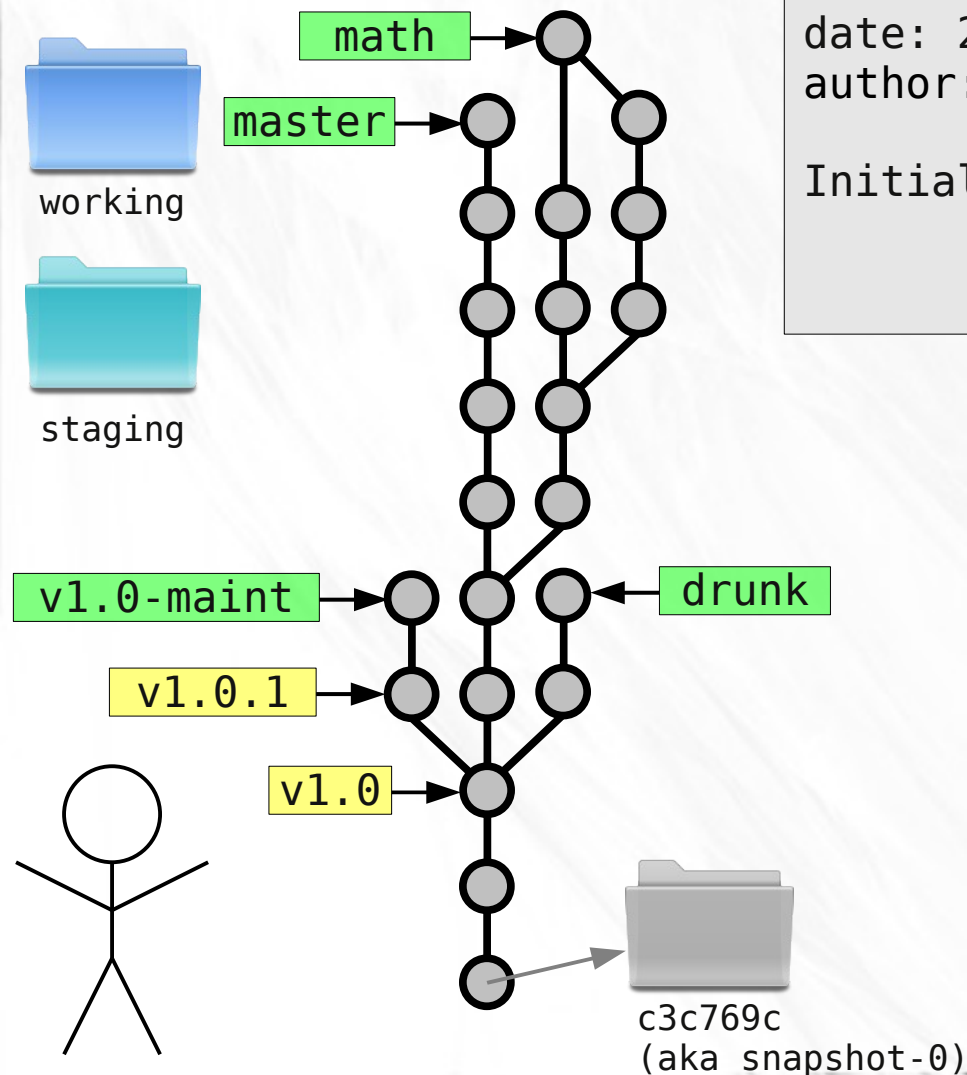 math
date: 2
author:
master
Initial
working
staging
v1.0-maint
drunk
v1.0.1
v1.0
c3c769c
(aka snapshot-0)